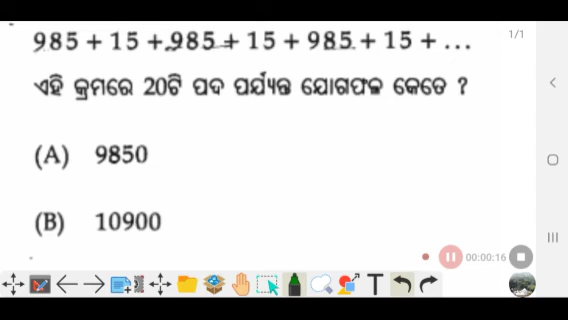 985 + 15 + 985 + 15 + 985 + 15 + ...
1/1
ଏହି କ୍ରମରେ 20ଟି ପଦ ପର୍ଯ୍ୟନ୍ତ ଯୋଗଫଳ କେତେ ?
(A) 9850
(B) 10900
00:00:16
T